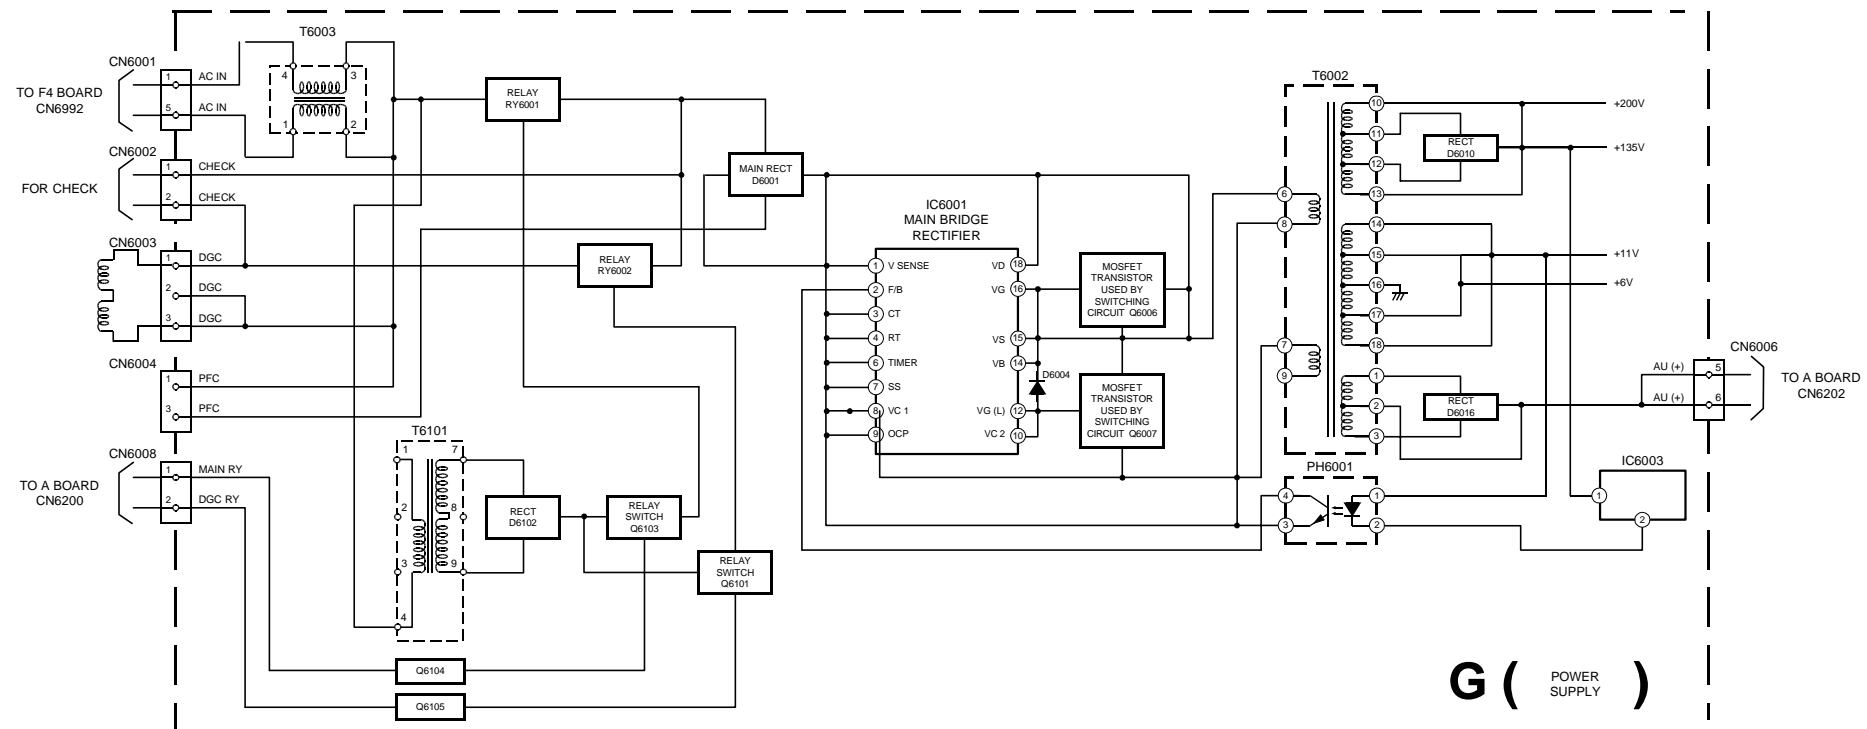 T6003
CN6001
TO F4 BOARD
CN6992
1 AC IN
5 AC IN
4 3
1 2
CN6002
FOR CHECK
1 CHECK
2 CHECK
CN6003
1 DGC
2 DGC
3 DGC
CN6004
1 PFC
3 PFC
CN6008
TO A BOARD
CN6200
1 MAIN RY
2 DGC RY
RELAY
RY6001
RELAY
RY6002
T6101
1 7
2 8
3 9
4
RECT
D6102
RELAY
SWITCH
Q6103
RELAY
SWITCH
Q6101
Q6104
Q6105
MAIN RECT
D6001
IC6001
MAIN BRIDGE
RECTIFIER
1 V SENSE VD 18
2 F/B VG 16
3 CT
4 RT VS 15
6 TIMER VB 14
7 SS
8 VC 1 VG (L) 12
9 OCP VC 2 10
D6004
MOSFET
TRANSISTOR
USED BY
SWITCHING
CIRCUIT Q6006
MOSFET
TRANSISTOR
USED BY
SWITCHING
CIRCUIT Q6007
T6002
6
8
7
9
10
11
12
13
14
15
16
17
18
1
2
3
RECT
D6010
RECT
D6016
+200V
+135V
+11V
+6V
PH6001
4 1
3 2
IC6003
1
2
CN6006
AU (+) 5
AU (+) 6
TO A BOARD
CN6202
G ( POWER
SUPPLY )